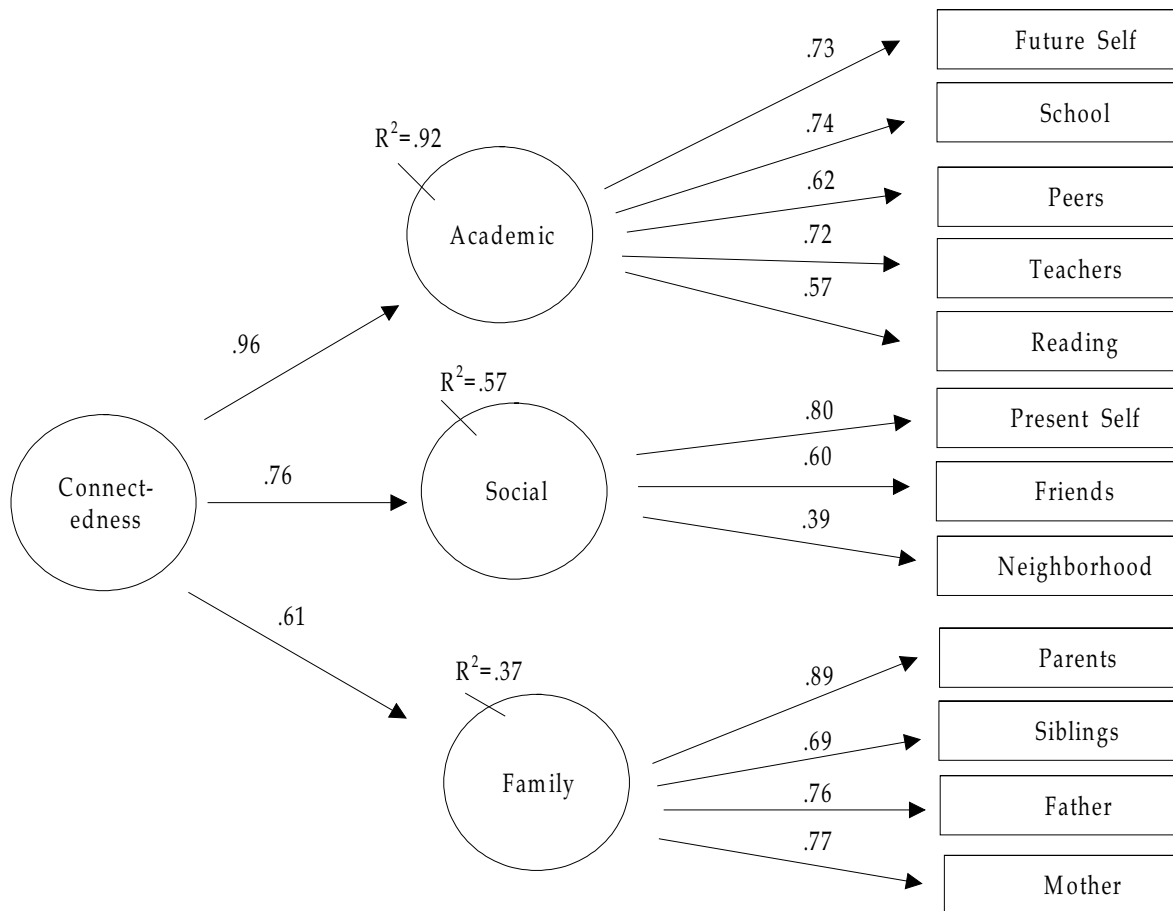 .73
Future Self
.74
School
R²=.92
.62
Peers
Academic
.72
Teachers
.57
Reading
.96
R²=.57
.80
Present Self
.60
Connect-
edness
.76
Social
Friends
.39
Neighborhood
.61
R²=.37
.89
Parents
.69
Siblings
Family
.76
Father
.77
Mother